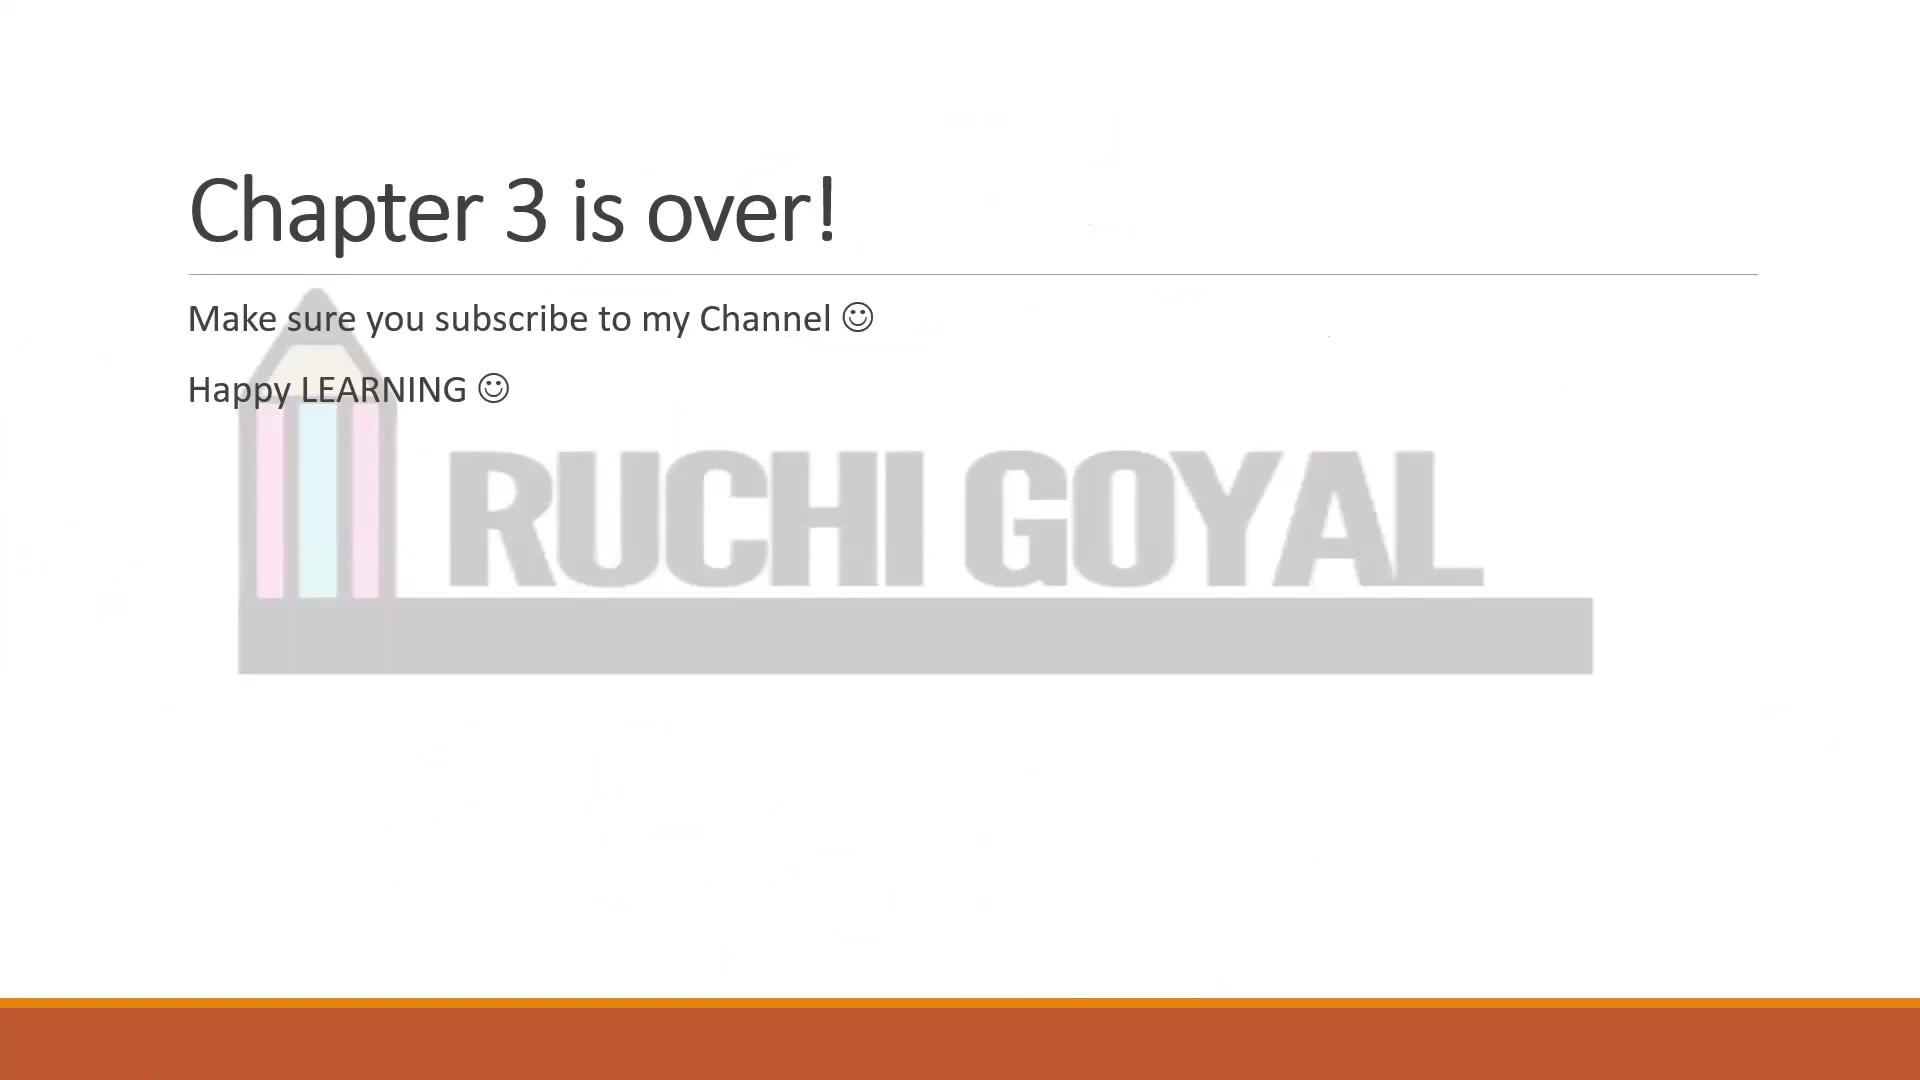 Chapter 3 is over!
Make sure you subscribe to my Channel ☺
Happy LEARNING ☺
RUCHI GOYAL